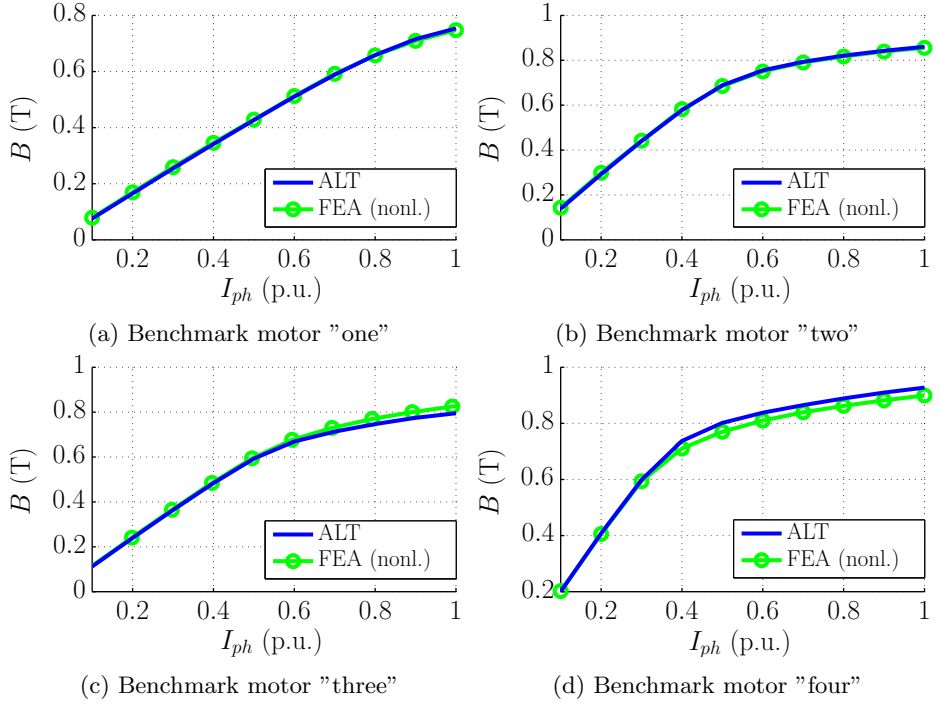 0.8
0.6
0.4
0.2
0
B (T)
0.2 0.4 0.6 0.8 1
I_ph (p.u.)
ALT
FEA (nonl.)
(a) Benchmark motor ”one”
1
0.8
0.6
0.4
0.2
0
B (T)
0.2 0.4 0.6 0.8 1
I_ph (p.u.)
ALT
FEA (nonl.)
(b) Benchmark motor ”two”
1
0.8
0.6
0.4
0.2
0
B (T)
0.2 0.4 0.6 0.8 1
I_ph (p.u.)
ALT
FEA (nonl.)
(c) Benchmark motor ”three”
1
0.8
0.6
0.4
0.2
B (T)
0.2 0.4 0.6 0.8 1
I_ph (p.u.)
ALT
FEA (nonl.)
(d) Benchmark motor ”four”